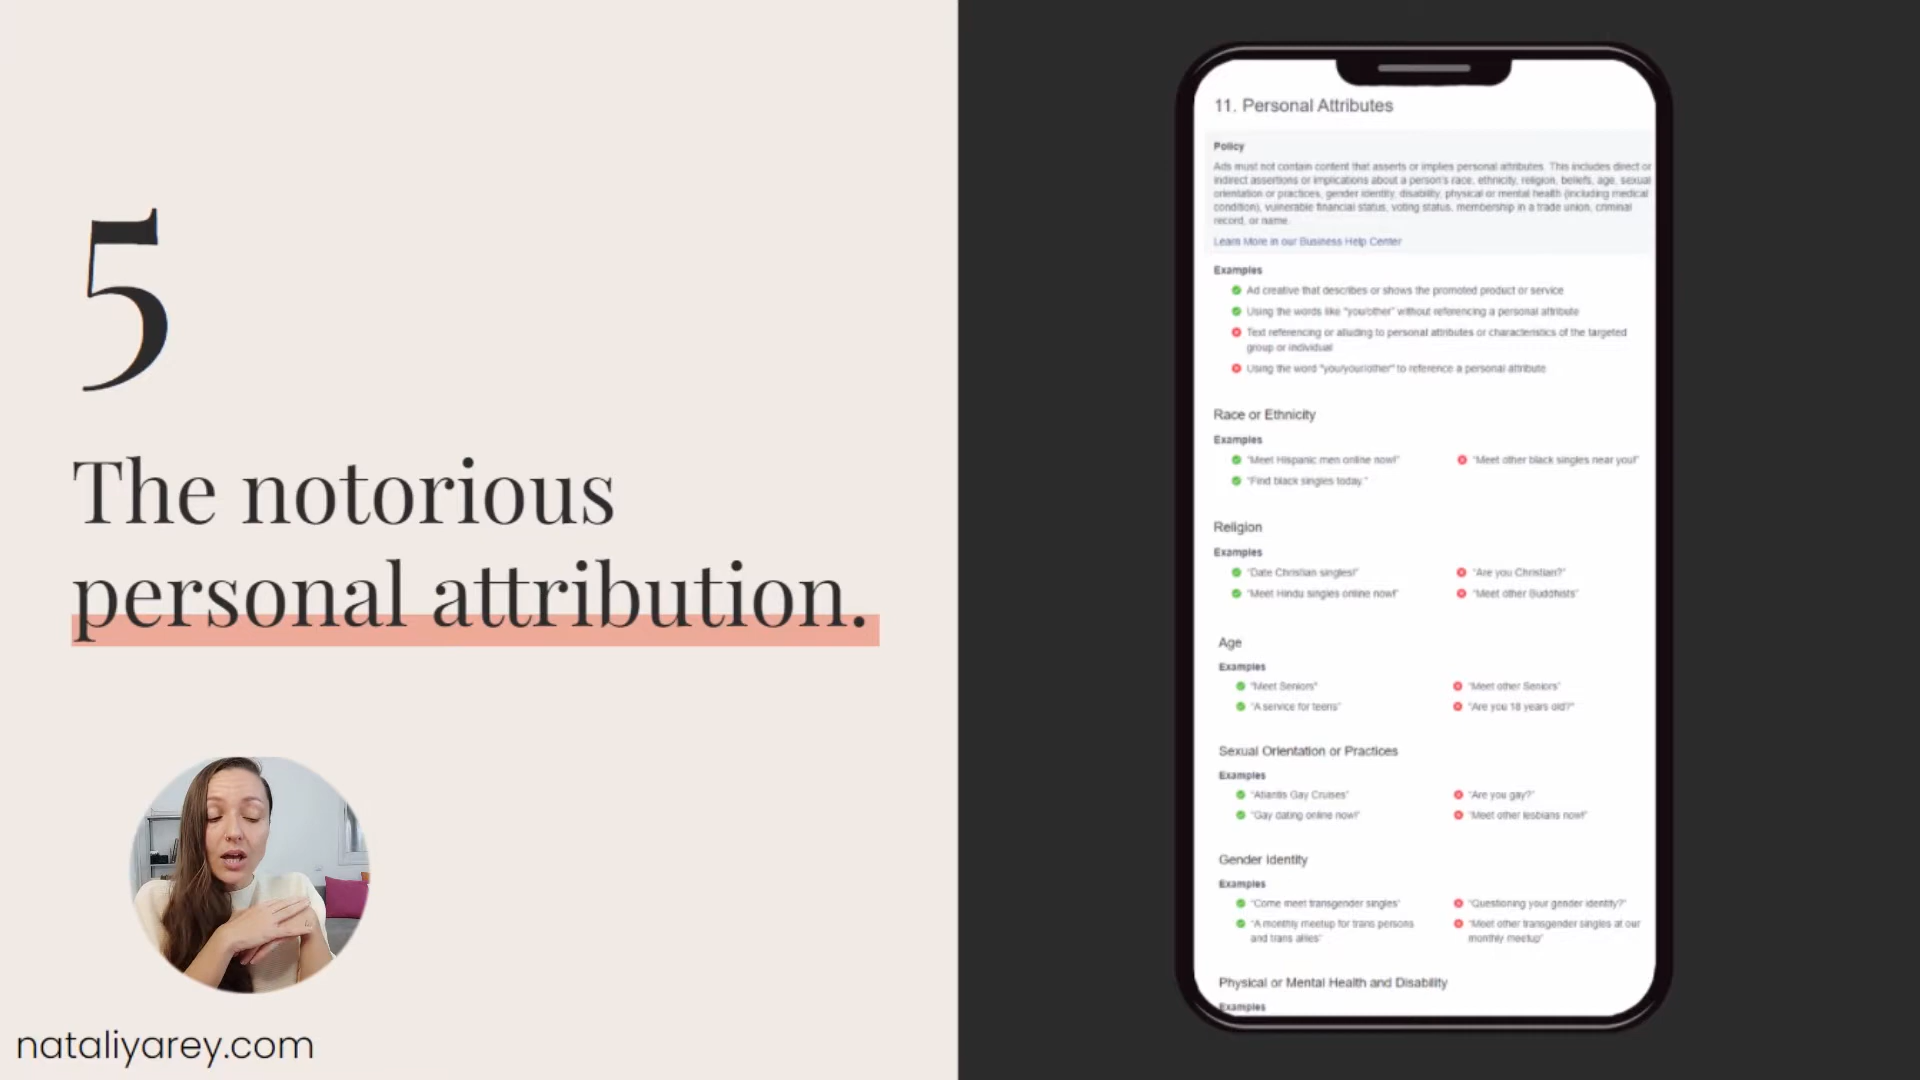 5
The notorious
personal attribution.
nataliyarey.com
11. Personal Attributes
Policy
Ads must not contain content that asserts or implies personal attributes. This includes direct or
indirect assertions or implications about a person's race, ethnicity, religion, beliefs, age, sexual
orientation or practices, gender identity, disability, physical or mental health (including medical
condition), vulnerable financial status, voting status, membership in a trade union, criminal
record, or name.
Learn More in our Business Help Center
Examples
Ad creative that describes or shows the promoted product or service
Using the words like "you/other" without referencing a personal attribute
Text referencing or alluding to personal attributes or characteristics of the targeted
group or individual
Using the word "you/your/other" to reference a personal attribute
Race or Ethnicity
Examples
"Meet Hispanic men online now!"
"Meet other black singles near you!"
"Find black singles today."
Religion
Examples
"Date Christian singles!"
"Are you Christian?"
"Meet Hindu singles online now!"
"Meet other Buddhists"
Age
Examples
"Meet Seniors"
"Meet other Seniors"
"A service for teens"
"Are you 18 years old?"
Sexual Orientation or Practices
Examples
"Atlantis Gay Cruises"
"Are you gay?"
"Gay dating online now!"
"Meet other lesbians now!"
Gender Identity
Examples
"Come meet transgender singles"
"Questioning your gender identity?"
"A monthly meetup for trans persons
and trans allies"
"Meet other transgender singles at our
monthly meetup"
Physical or Mental Health and Disability
Examples